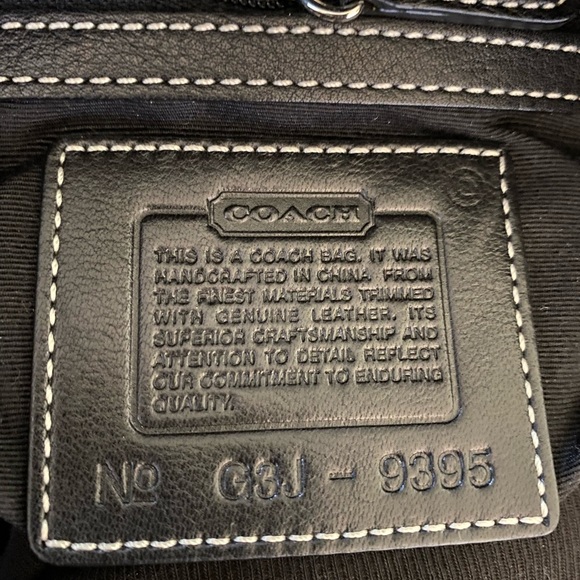 COACH
THIS IS A COACH BAG. IT WAS
HANDCRAFTED IN CHINA FROM
THE FINEST MATERIALS TRIMMED
WITH GENUINE LEATHER. ITS
SUPERIOR CRAFTSMANSHIP AND
ATTENTION TO DETAIL REFLECT
OUR COMMITMENT TO ENDURING
QUALITY.
No G3J - 9395